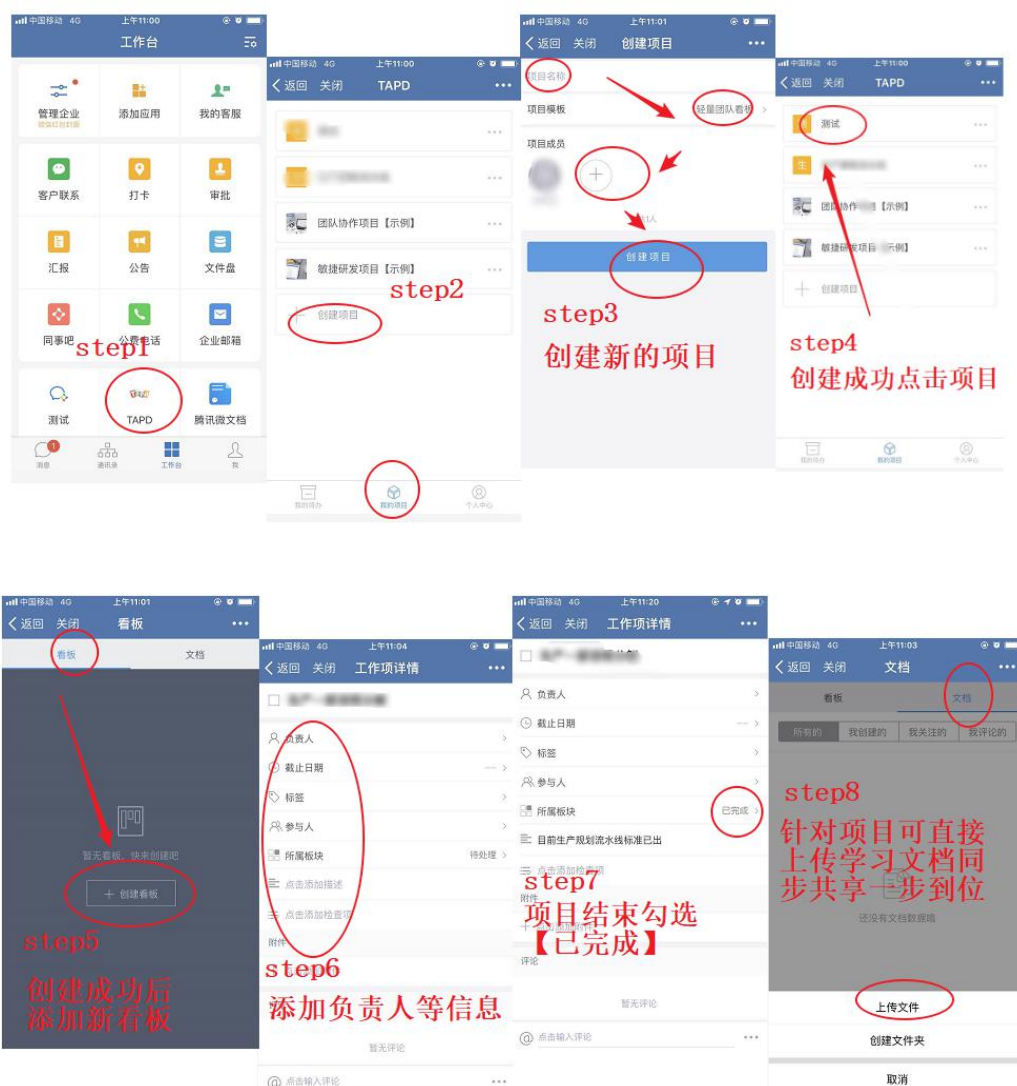 中国移动 4G 上午11:00
工作台
管理企业
添加应用
我的客服
客户联系
打卡
审批
汇报
公告
文件盘
同事吧
公费电话
企业邮箱
step1
测试
TAPD
腾讯微文档
1
消息
通讯录
工作台
我
中国移动 4G 上午11:00
返回 关闭 TAPD
团队协作项目【示例】
敏捷研发项目【示例】
step2
创建项目
我的待办
我的项目
个人中心
中国移动 4G 上午11:01
返回 关闭 创建项目
项目名称
项目模板 轻量团队看板
项目成员
创建项目
step3
创建新的项目
中国移动 4G 上午11:00
返回 关闭 TAPD
测试
团队协作 【示例】
敏捷研发项目 示例】
创建项目
step4
创建成功点击项目
我的待办
我的项目
个人中心
中国移动 4G 上午11:01
返回 关闭 看板
看板 文档
暂无看板，快来创建吧
创建看板
step5
创建成功后
添加新看板
中国移动 4G 上午11:04
返回 关闭 工作项详情
负责人
截止日期
标签
参与人
所属板块 待处理
点击添加描述
点击添加检查项
附件
step6
添加负责人等信息
暂无评论
@ 点击输入评论
中国移动 4G 上午11:20
返回 关闭 工作项详情
负责人
截止日期
标签
参与人
所属板块 已完成
目前生产规划流水线标准已出
点击添加检查项
step7
附件
项目结束勾选
【已完成】
评论
暂无评论
@ 点击输入评论
中国移动 4G 上午11:03
返回 关闭 文档
看板 文档
所有的 我创建的 我关注的 我评论的
step8
针对项目可直接
上传学习文档同
步共享一步到位
还没有文档数据哦
上传文件
创建文件夹
取消